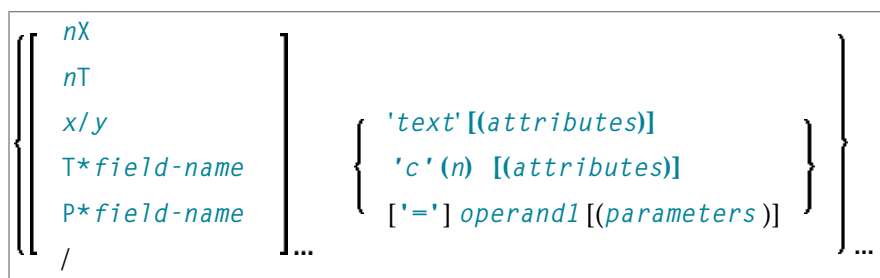 nX
nT
x/y
T*field-name
P*field-name
/
...
'text' [(attributes)]
'c' (n) [(attributes)]
['='] operand1 [(parameters )]
...